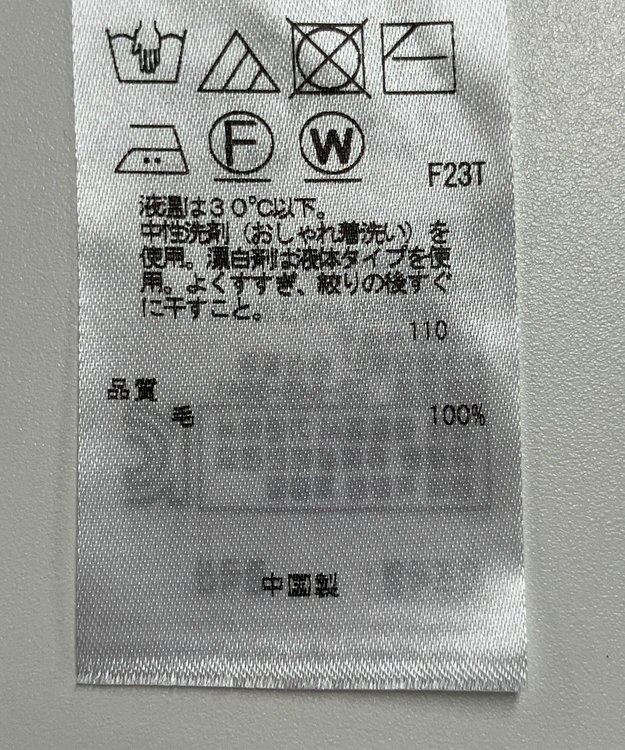 F
W
F23T
液温は30℃以下。
中性洗剤（おしゃれ着洗い）を
使用。漂白剤は液体タイプを使
用。よくすすぎ、絞りの後すぐ
に干すこと。
110
品質
毛 100%
中国製